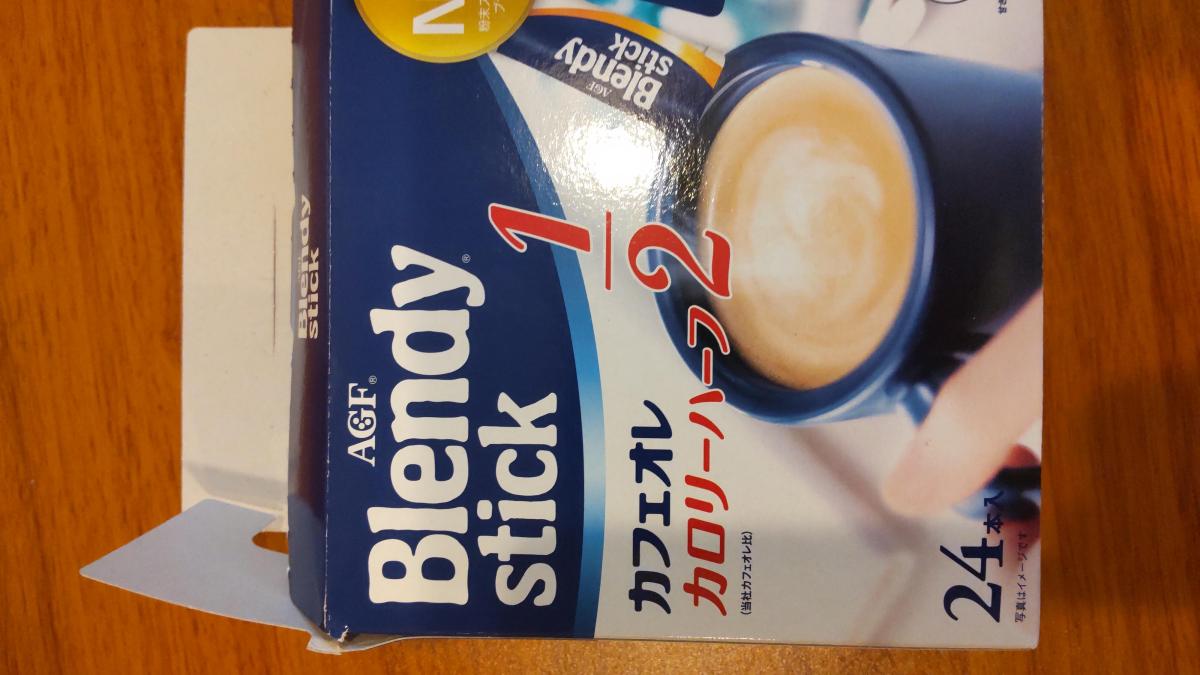 Blendy
stick
AGF®
Blendy®
stick
AGF
Blendy
stick
1/2
カフェオレ
カロリーハーフ
(当社カフェオレ比)
24本入
写真はイメージです